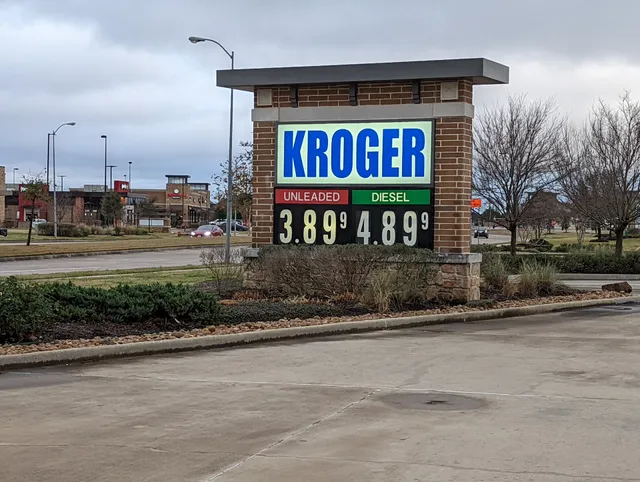 KROGER
UNLEADED DIESEL
3.899 4.899